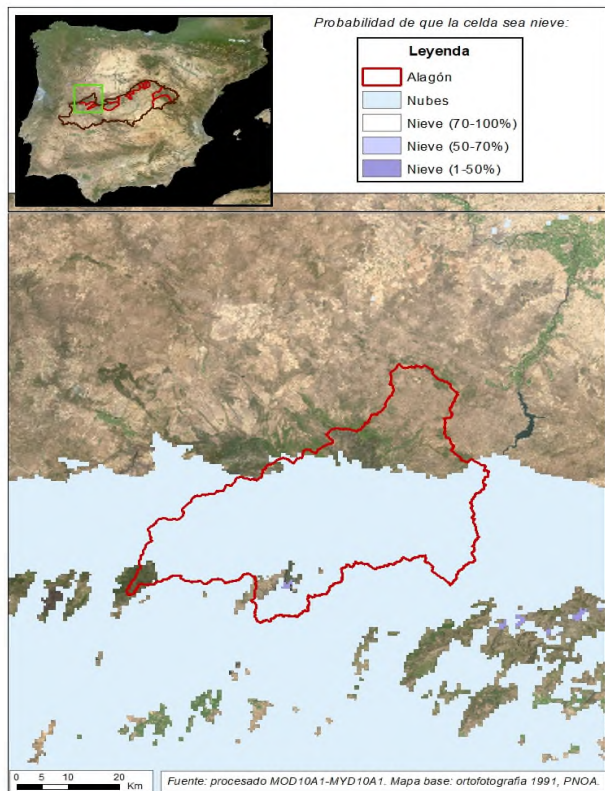 Probabilidad de que la celda sea nieve:
Leyenda
Alagón
Nubes
Nieve (70-100%)
Nieve (50-70%)
Nieve (1-50%)
0 5 10 20
Km
Fuente: procesado MOD10A1-MYD10A1. Mapa base: ortofotografía 1991, PNOA.